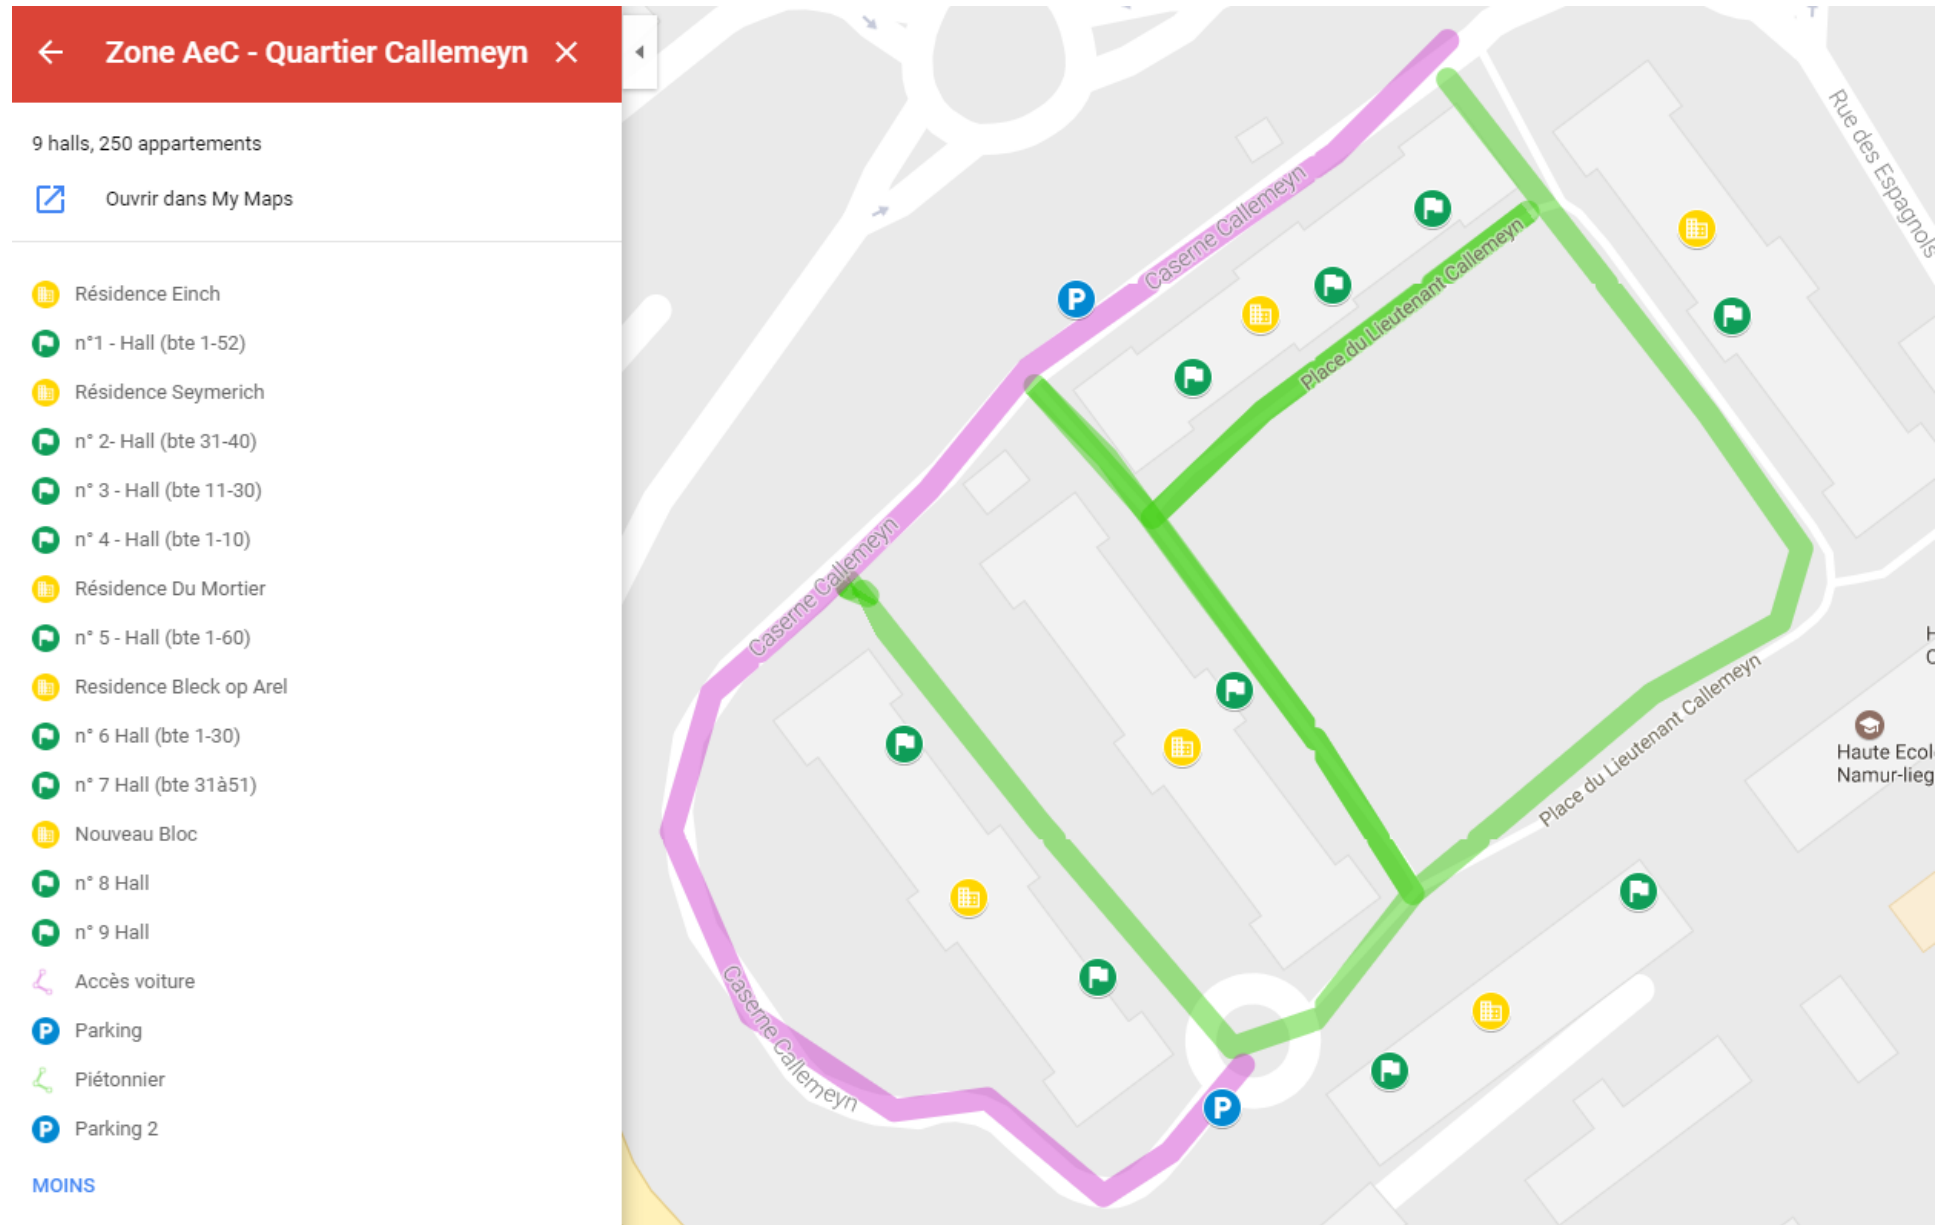 Zone AeC - Quartier Callemeyn
9 halls, 250 appartements
Ouvrir dans My Maps
Résidence Einch
n°1 - Hall (bte 1-52)
Résidence Seymerich
n° 2- Hall (bte 31-40)
n° 3 - Hall (bte 11-30)
n° 4 - Hall (bte 1-10)
Résidence Du Mortier
n° 5 - Hall (bte 1-60)
Residence Bleck op Arel
n° 6 Hall (bte 1-30)
n° 7 Hall (bte 31à51)
Nouveau Bloc
n° 8 Hall
n° 9 Hall
Accès voiture
P Parking
Piétonnier
P Parking 2
MOINS
Rue des Espagnols
Caserne Callemeyn
P
Place du Lieutenant Callemeyn
Caserne Callemeyn
Place du Lieutenant Callemeyn
Haute Ecol
Namur-lieg
Caserne Callemeyn
P